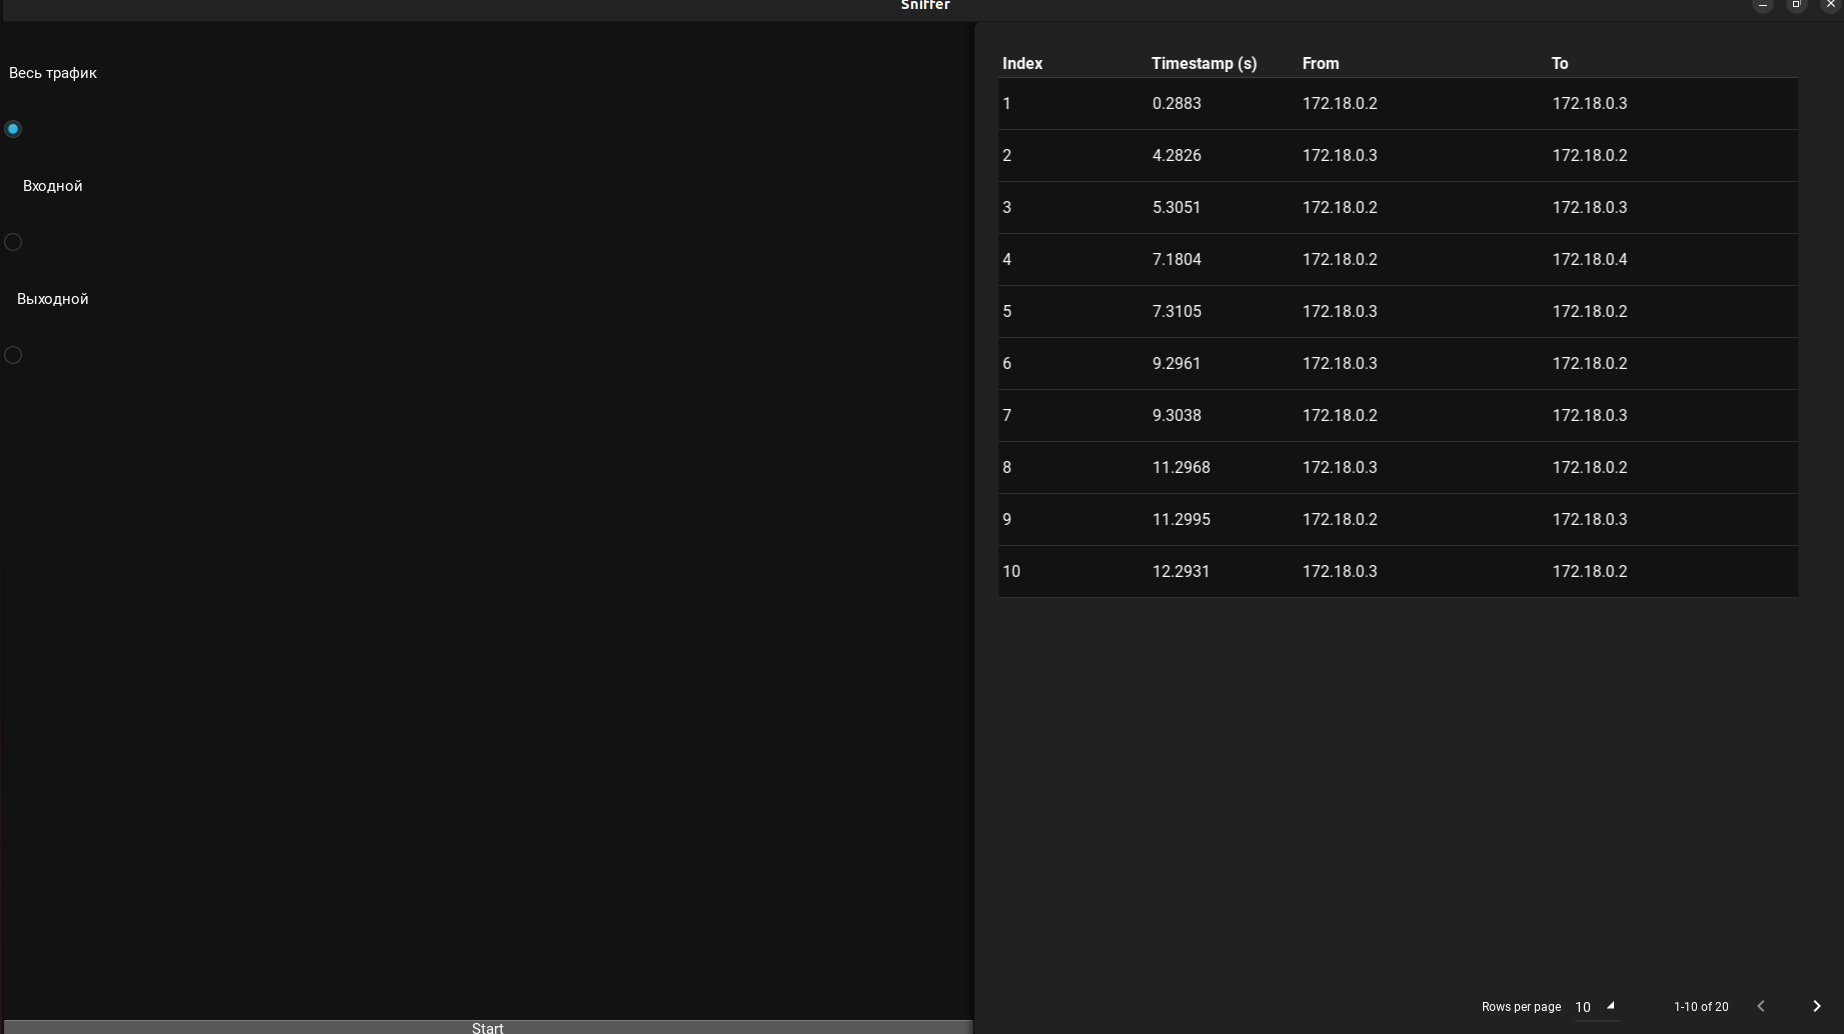 Sniffer
Весь трафик
Входной
Выходной
Start
Index Timestamp (s) From To
1 0.2883 172.18.0.2 172.18.0.3
2 4.2826 172.18.0.3 172.18.0.2
3 5.3051 172.18.0.2 172.18.0.3
4 7.1804 172.18.0.2 172.18.0.4
5 7.3105 172.18.0.3 172.18.0.2
6 9.2961 172.18.0.3 172.18.0.2
7 9.3038 172.18.0.2 172.18.0.3
8 11.2968 172.18.0.3 172.18.0.2
9 11.2995 172.18.0.2 172.18.0.3
10 12.2931 172.18.0.3 172.18.0.2
Rows per page 10 1-10 of 20